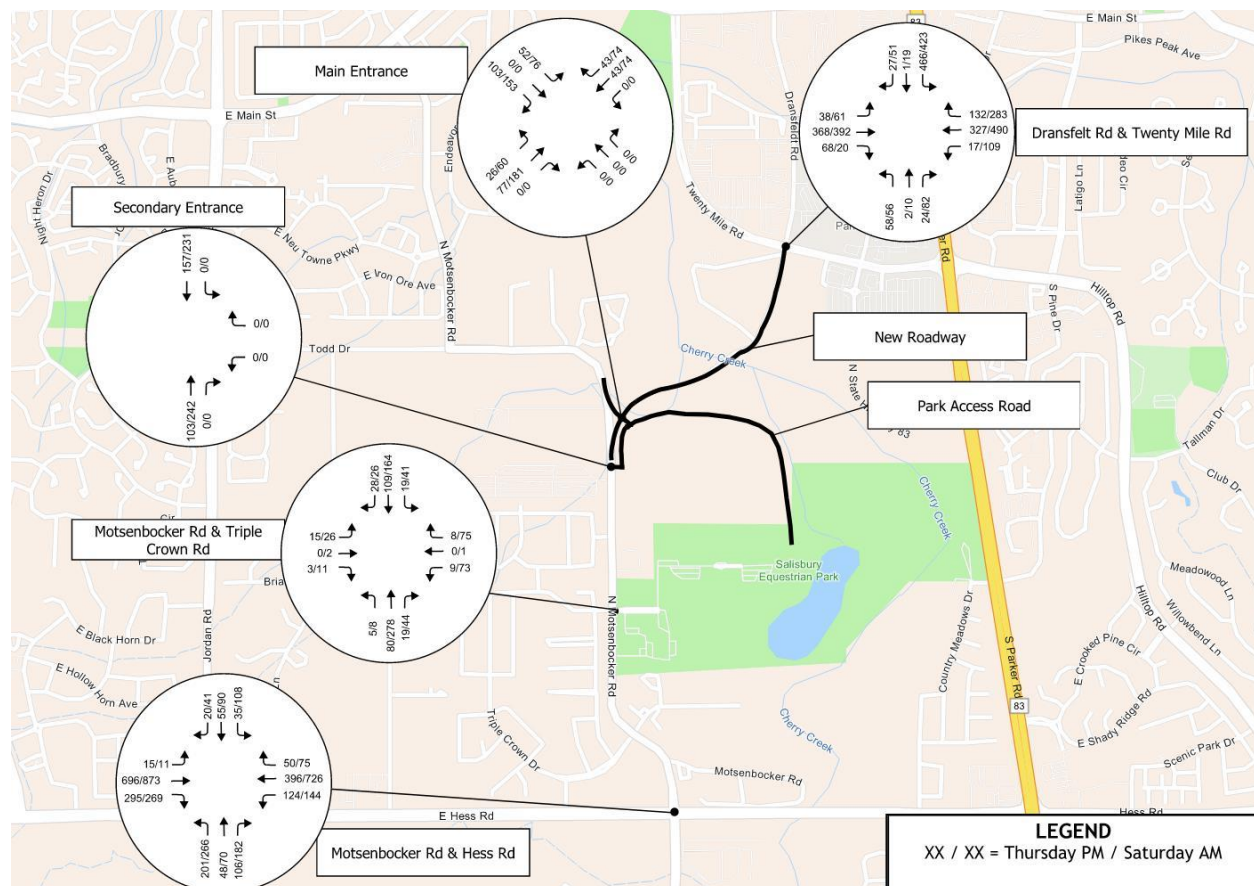 E Main St
83
Pikes Peak Ave
Main Entrance
52/76
0/0
103/153
43/74
43/74
0/0
26/60
77/181
0/0
0/0
0/0
0/0
27/51
1/19
466/423
38/61
368/392
68/20
132/283
327/490
17/109
58/56
2/10
24/82
Dransfelt Rd & Twenty Mile Rd
E Main St
Dransfeldt Rd
Endeavor
Latigo Ln
Bradbury
Night Heron Dr
Secondary Entrance
Twenty Mile Rd
157/231
0/0
0/0
0/0
103/242
0/0
E Neu Towne Pkwy
E Iron Ore Ave
N Motsenbocker Rd
Todd Dr
Hilltop Rd
S Pine Dr
New Roadway
Cherry Creek
Park Access Road
Tallman Dr
Club Dr
28/26
109/164
19/41
15/26
0/2
3/11
8/75
0/1
9/73
5/8
80/278
19/44
Motsenbocker Rd & Triple
Crown Rd
Cherry Creek
Salisbury
Equestrian Park
N Motsenbocker Rd
Jordan Rd
E Black Horn Dr
E Hollow Horn Ave
Country Meadows Dr
Meadowood Ln
Willowbend Ln
Hilltop Rd
E Crooked Pine Cir
S Parker Rd
83
E Shady Ridge Rd
Scenic Park Dr
20/41
55/90
35/108
15/11
696/873
295/269
50/75
396/726
124/144
201/266
48/70
106/182
Triple Crown Dr
Motsenbocker Rd
Cherry Creek
E Hess Rd
Hess Rd
Motsenbocker Rd & Hess Rd
LEGEND
XX / XX = Thursday PM / Saturday AM